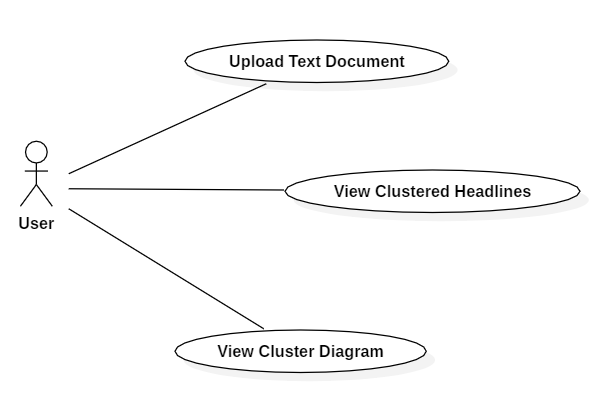 Upload Text Document
View Clustered Headlines
User
View Cluster Diagram